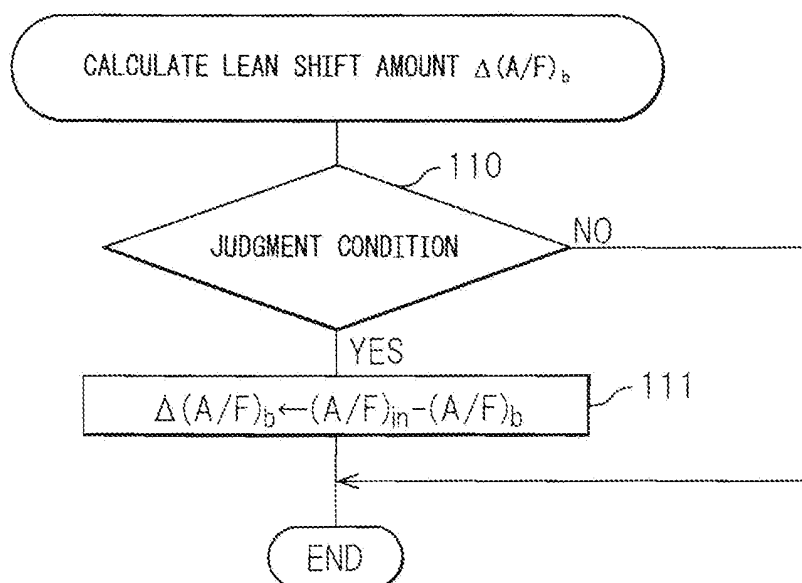 CALCULATE LEAN SHIFT AMOUNT Δ(A/F)b
110
JUDGMENT CONDITION
NO
YES
Δ(A/F)b←(A/F)in-(A/F)b
111
END